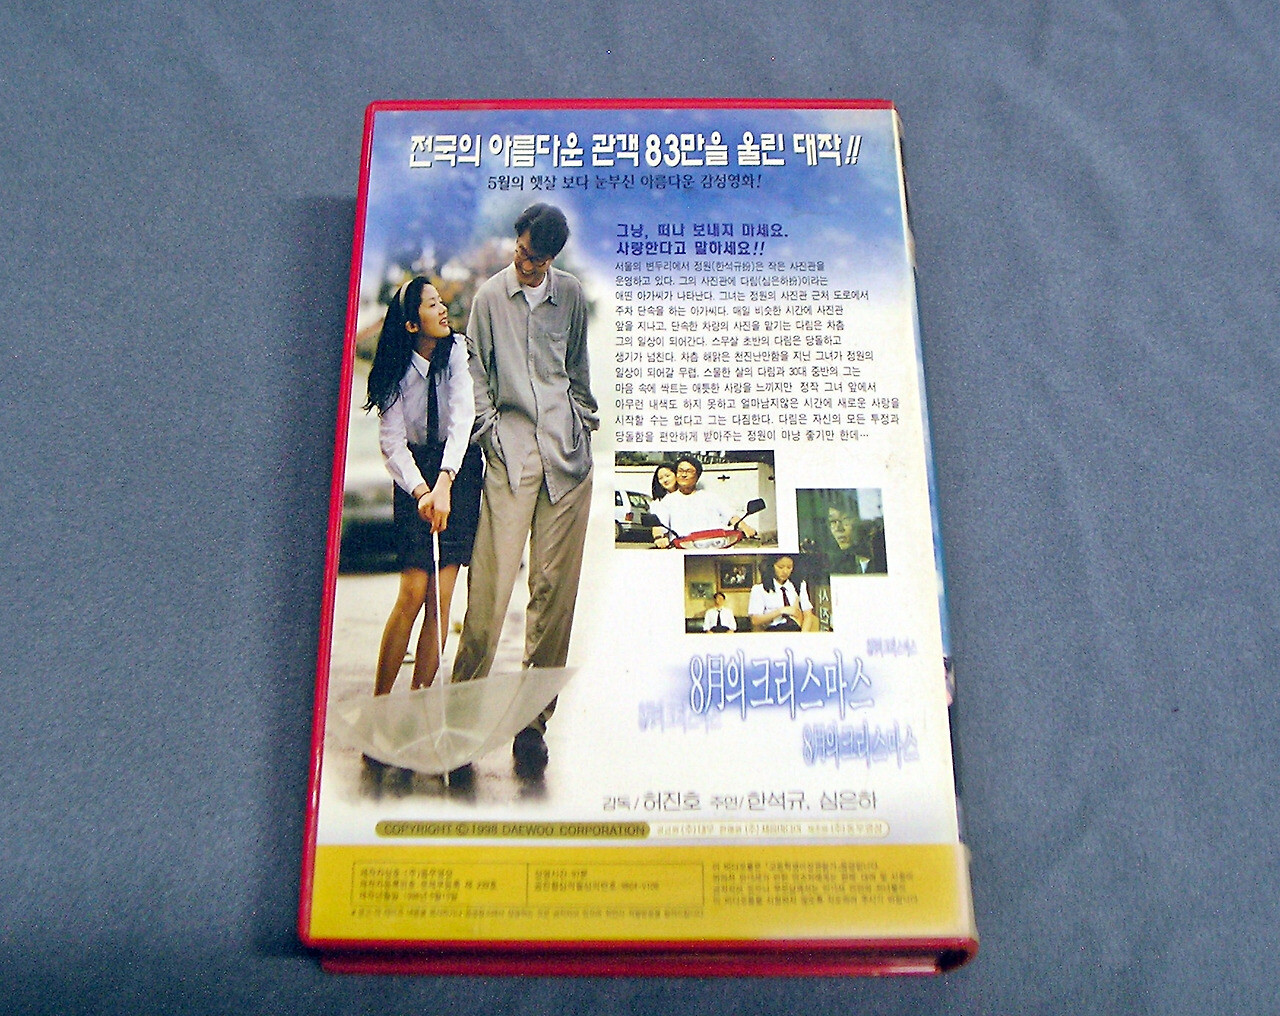 전국의 아름다운 관객 83만을 울린 대작!!
5월의 햇살 보다 눈부신 아름다운 감성영화!
그냥, 떠나 보내지 마세요.
사랑한다고 말하세요!!
서울의 변두리에서 정원(한석규扮)은 작은 사진관을
운영하고 있다. 그의 사진관에 다림(심은하扮)이라는
애띤 아가씨가 나타난다. 그녀는 정원의 사진관 근처 도로에서
주차 단속을 하는 아가씨다. 매일 비슷한 시간에 사진관
앞을 지나고, 단속한 차량의 사진을 맡기는 다림은 차츰
그의 일상이 되어간다. 스무살 초반의 다림은 당돌하고
생기가 넘친다. 차츰 해맑은 천진난만함을 지닌 그녀가 정원의
일상이 되어갈 무렵, 스물한 살의 다림과 30대 중반의 그는
마음 속에 싹트는 애틋한 사랑을 느끼지만 정작 그녀 앞에서
아무런 내색도 하지 못하고 얼마남지않은 시간에 새로운 사랑을
시작할 수는 없다고 그는 다짐한다. 다림은 자신의 모든 투정과
당돌함을 편안하게 받아주는 정원이 마냥 좋기만 한데…
8月의크리스마스
8月의크리스마스
8月의크리스마스
8月의크리스마스
감독/허진호 주연/한석규, 심은하
COPYRIGHT © 1998 DAEWOO CORPORATION